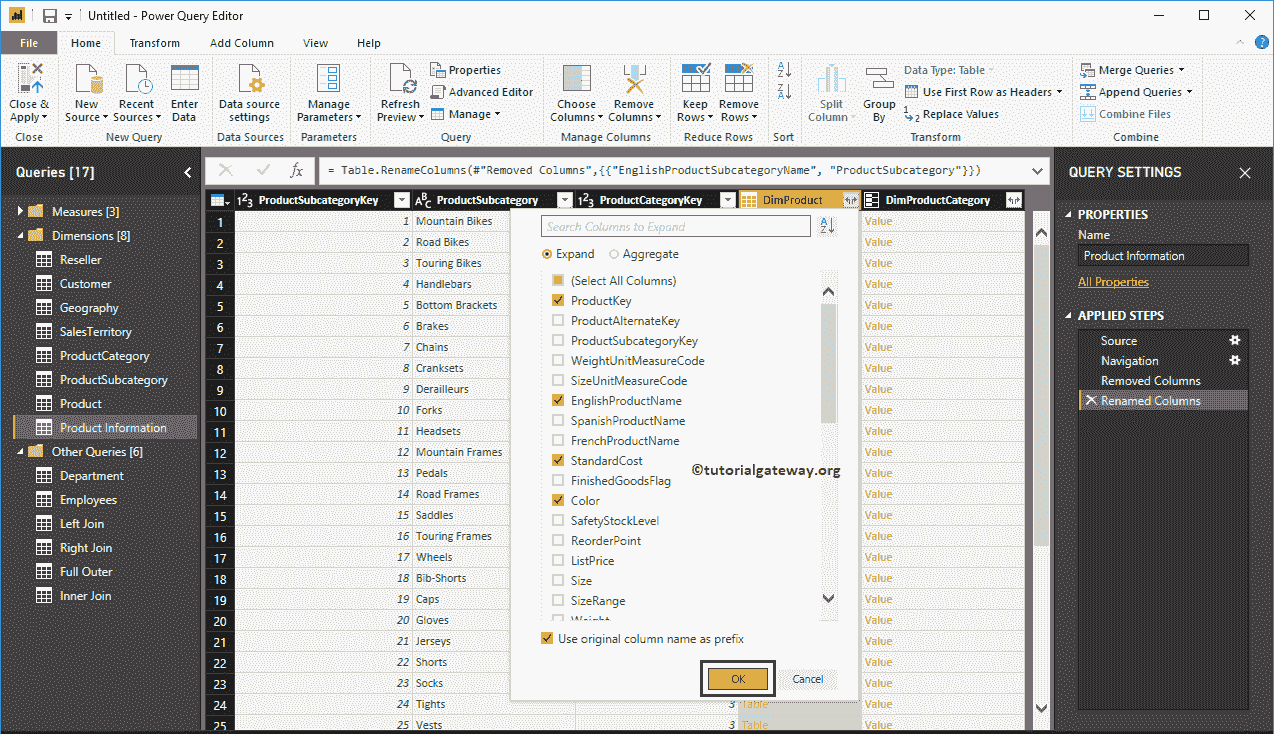 Untitled - Power Query Editor
File Home Transform Add Column View Help
Close & Apply
New Source
Recent Sources
Enter Data
Data source settings
Manage Parameters
Refresh Preview
Properties
Advanced Editor
Manage
Choose Columns
Remove Columns
Keep Rows
Remove Rows
Split Column
Group By
Data Type: Table
Use First Row as Headers
Replace Values
Merge Queries
Append Queries
Combine Files
Close New Query Data Sources Parameters Query Manage Columns Reduce Rows Sort Transform Combine
Queries [17]
Measures [3]
Dimensions [8]
Reseller
Customer
Geography
SalesTerritory
ProductCategory
ProductSubcategory
Product
Product Information
Other Queries [6]
Department
Employees
Left Join
Right Join
Full Outer
Inner Join
= Table.RenameColumns(#"Removed Columns",{{"EnglishProductSubcategoryName", "ProductSubcategory"}})
ProductSubcategoryKey ProductSubcategory ProductCategoryKey DimProduct DimProductCategory
1 1 Mountain Bikes Value
2 2 Road Bikes Value
3 3 Touring Bikes Value
4 4 Handlebars Value
5 5 Bottom Brackets Value
6 6 Brakes Value
7 7 Chains Value
8 8 Cranksets Value
9 9 Derailleurs Value
10 10 Forks Value
11 11 Headsets Value
12 12 Mountain Frames Value
13 13 Pedals Value
14 14 Road Frames Value
15 15 Saddles Value
16 16 Touring Frames Value
17 17 Wheels Value
18 18 Bib-Shorts Value
19 19 Caps Value
20 20 Gloves Value
21 21 Jerseys Value
22 22 Shorts Value
23 23 Socks Value
24 24 Tights 3 Table Value
25 25 Vests 3 Table Value
Search Columns to Expand
Expand Aggregate
(Select All Columns)
ProductKey
ProductAlternateKey
ProductSubcategoryKey
WeightUnitMeasureCode
SizeUnitMeasureCode
EnglishProductName
SpanishProductName
FrenchProductName
StandardCost
FinishedGoodsFlag
Color
SafetyStockLevel
ReorderPoint
ListPrice
Size
SizeRange
Weight
Use original column name as prefix
OK Cancel
©tutorialgateway.org
QUERY SETTINGS
PROPERTIES
Name
Product Information
All Properties
APPLIED STEPS
Source
Navigation
Removed Columns
Renamed Columns